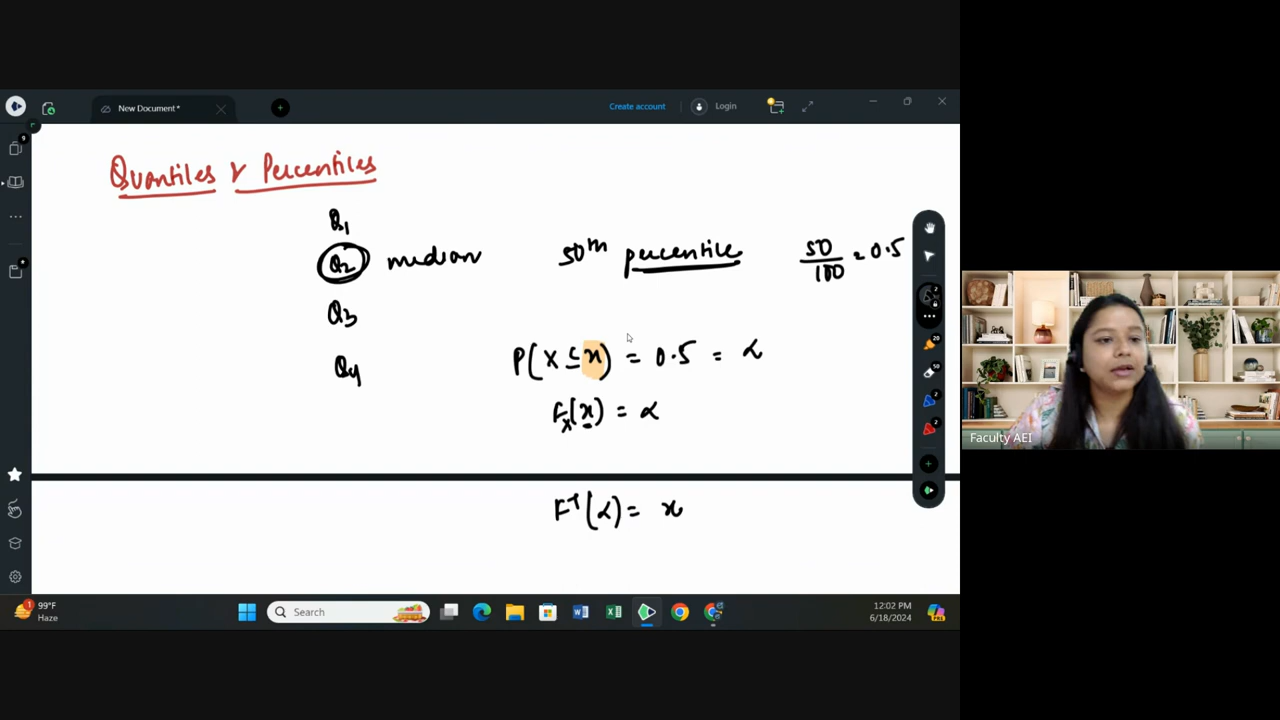 New Document*
Create account
Login
Quantiles & Percentiles
Q1
Q2 median 50th percentile 50/100 = 0.5
Q3
P(X ≤ x) = 0.5 = α
Q4
Fx(x) = α
F-1(α) = x
Faculty AEI
99°F
Haze
Search
12:02 PM
6/18/2024